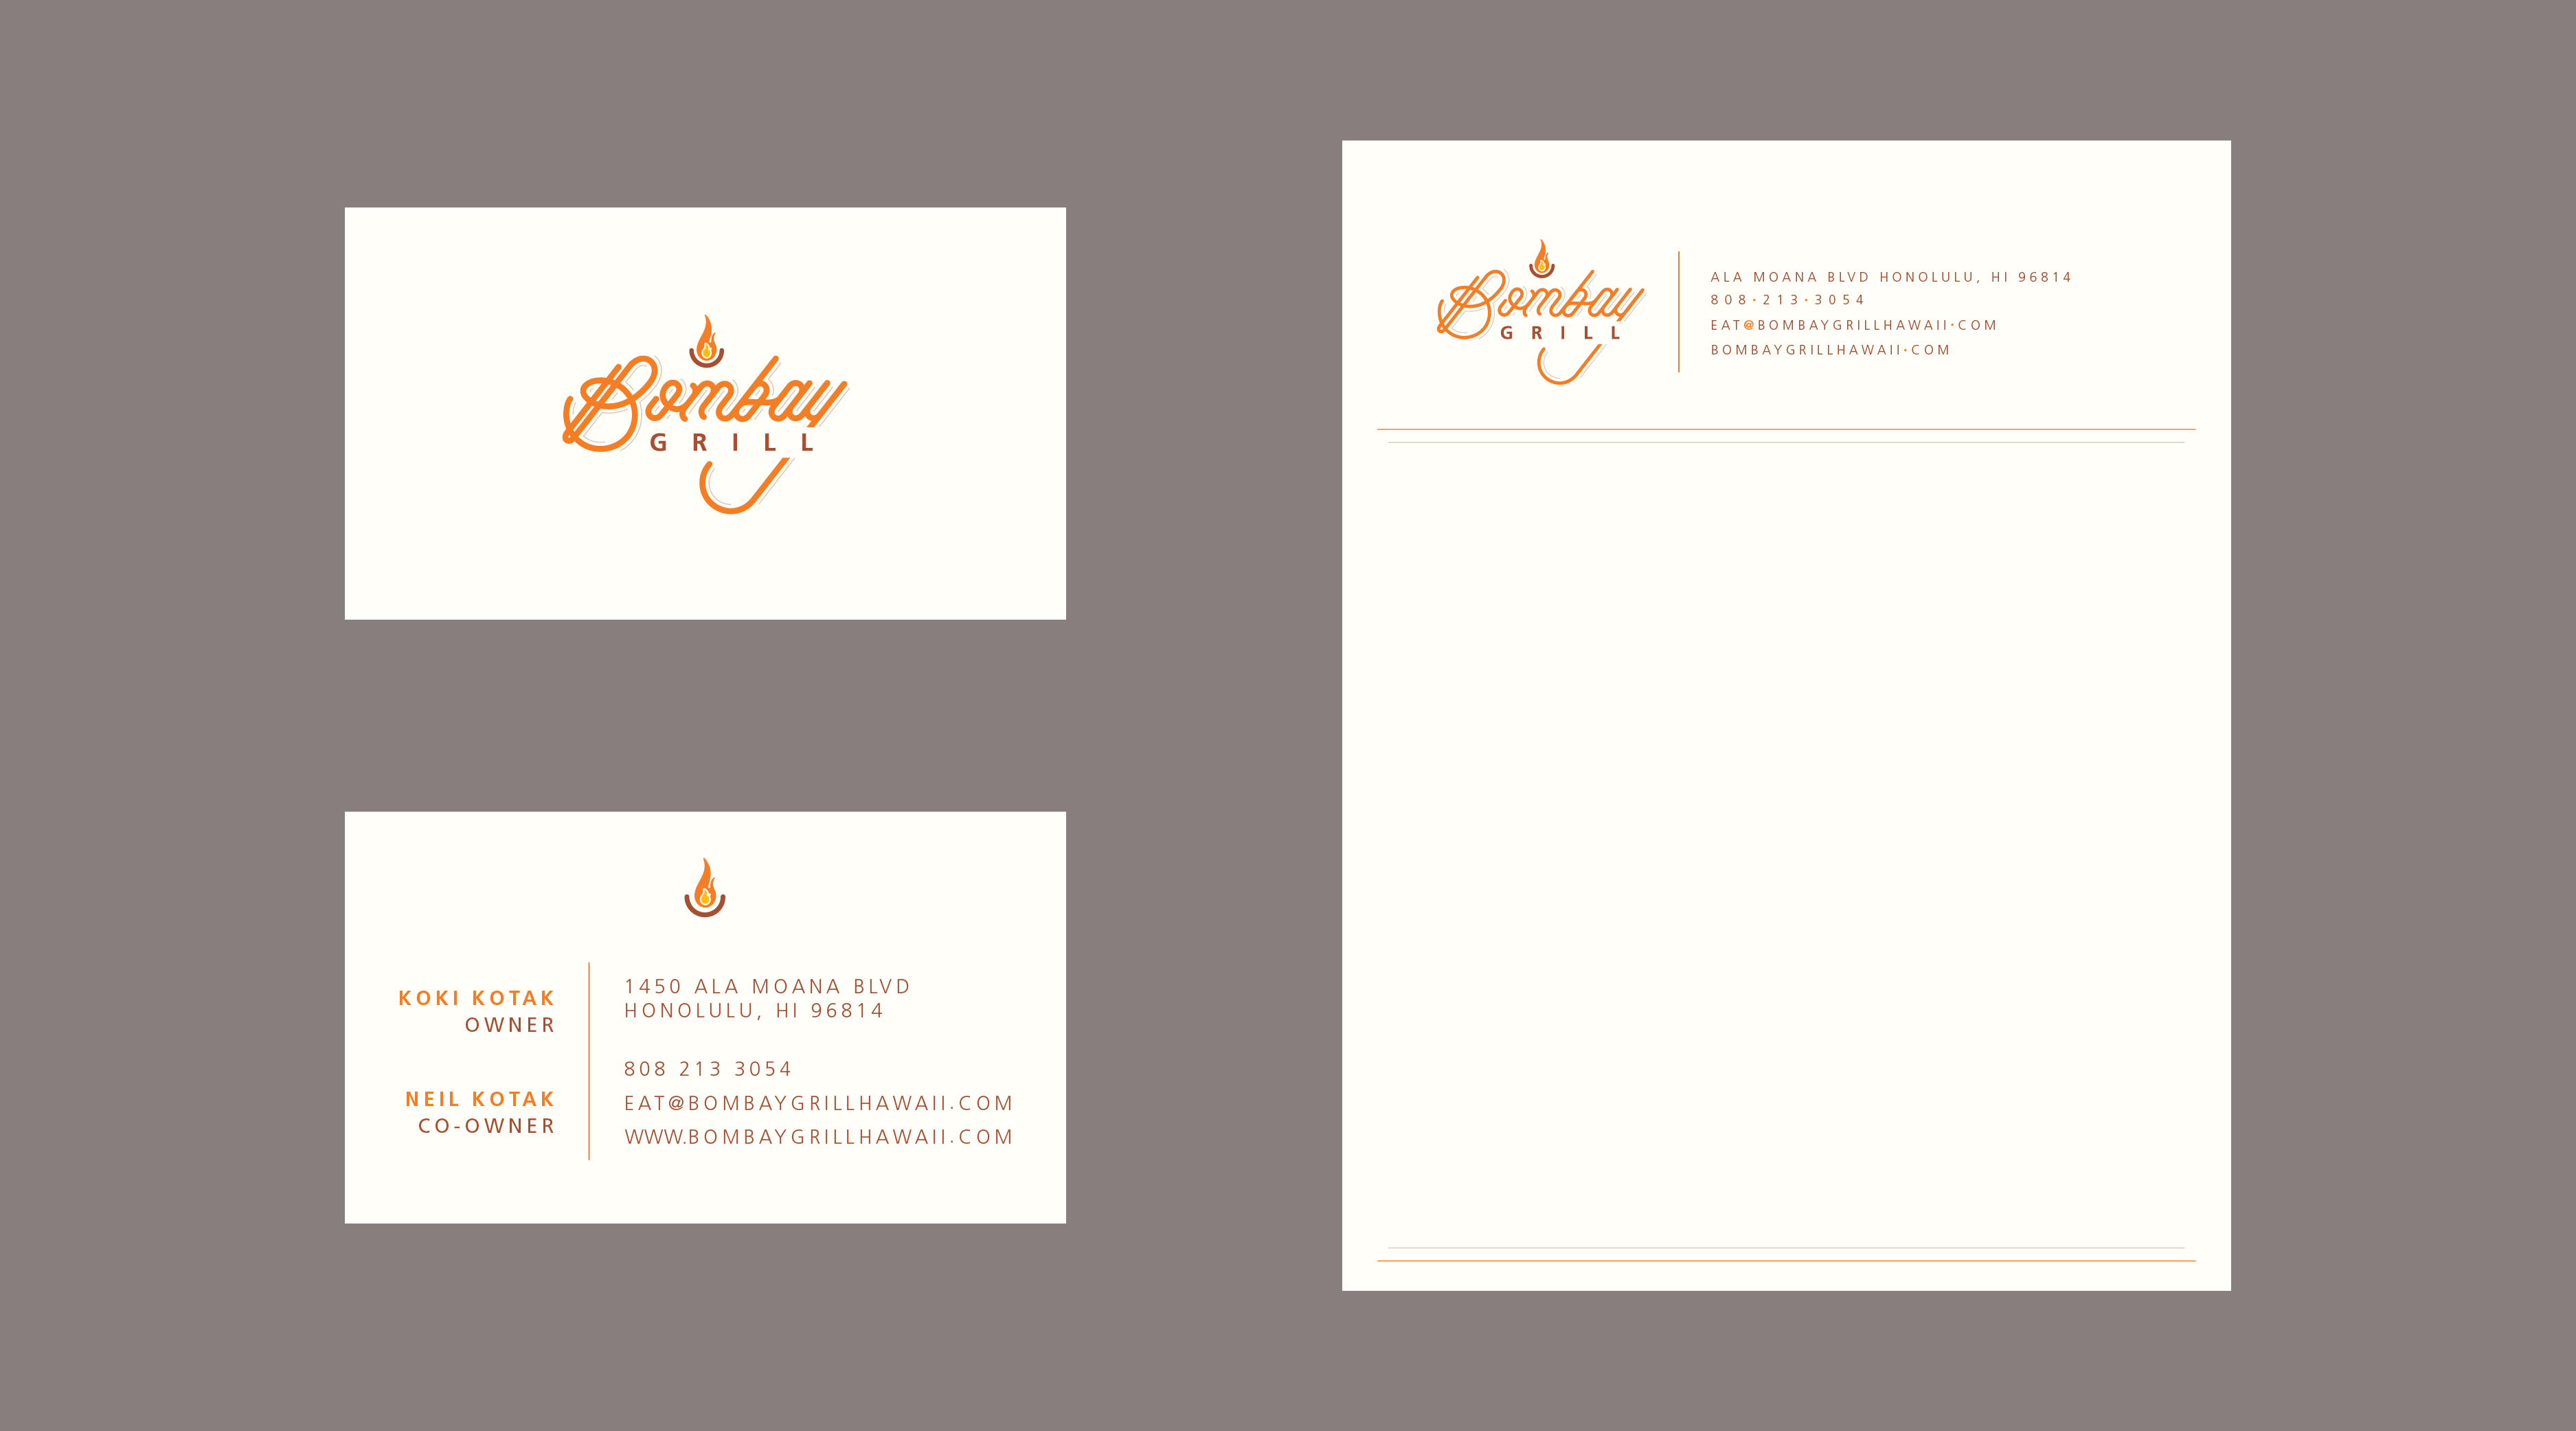 Bombay
GRILL
KOKI KOTAK
OWNER
NEIL KOTAK
CO-OWNER
1450 ALA MOANA BLVD
HONOLULU, HI 96814
808 213 3054
EAT@BOMBAYGRILLHAWAII.COM
WWW.BOMBAYGRILLHAWAII.COM
Bombay
GRILL
ALA MOANA BLVD HONOLULU, HI 96814
808·213·3054
EAT@BOMBAYGRILLHAWAII·COM
BOMBAYGRILLHAWAII·COM